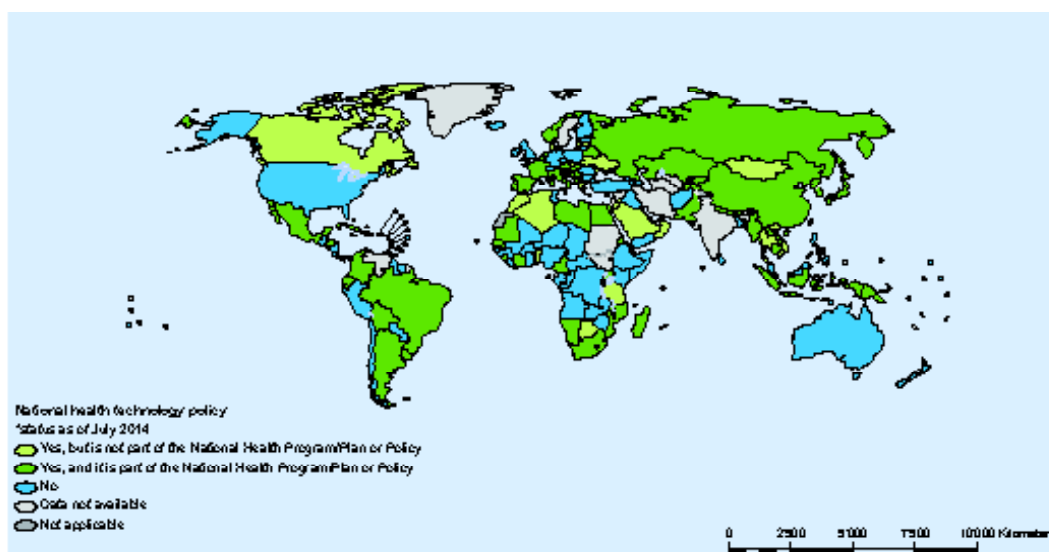 National health technology policy
*status as of July 2014
Yes, but is not part of the National Health Program/Plan or Policy
Yes, and it is part of the National Health Program/Plan or Policy
No
Data not available
Not applicable
0 2500 5000 7500 10000 Kilometer